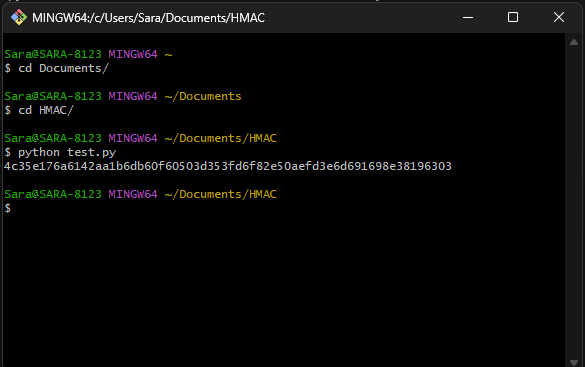 MINGW64:/c/Users/Sara/Documents/HMAC
Sara@SARA-8123 MINGW64 ~
$ cd Documents/
Sara@SARA-8123 MINGW64 ~/Documents
$ cd HMAC/
Sara@SARA-8123 MINGW64 ~/Documents/HMAC
$ python test.py
4c35e176a6142aa1b6db60f60503d353fd6f82e50aefd3e6d691698e38196303
Sara@SARA-8123 MINGW64 ~/Documents/HMAC
$